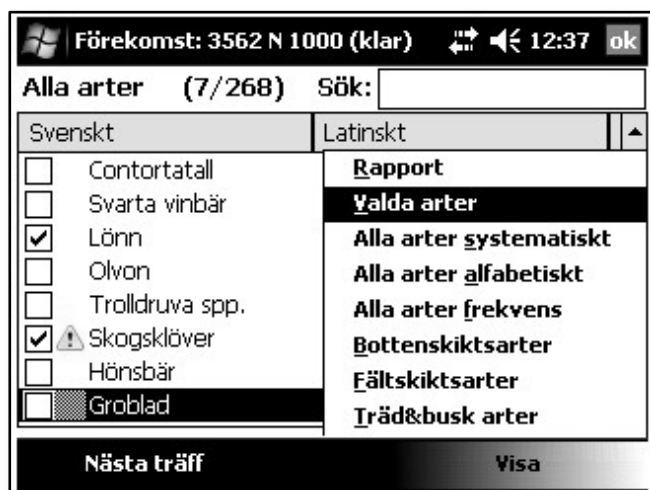 Förekomst: 3562 N 1000 (klar) 12:37 ok
Alla arter (7/268) Sök:
Svenskt Latinskt
Contortatall
Svarta vinbär
Lönn
Olvon
Trolldruva spp.
Skogsklöver
Hönsbär
Groblad
Rapport
Valda arter
Alla arter systematiskt
Alla arter alfabetiskt
Alla arter frekvens
Bottenskiktsarter
Fältskiktsarter
Träd&busk arter
Nästa träff Visa